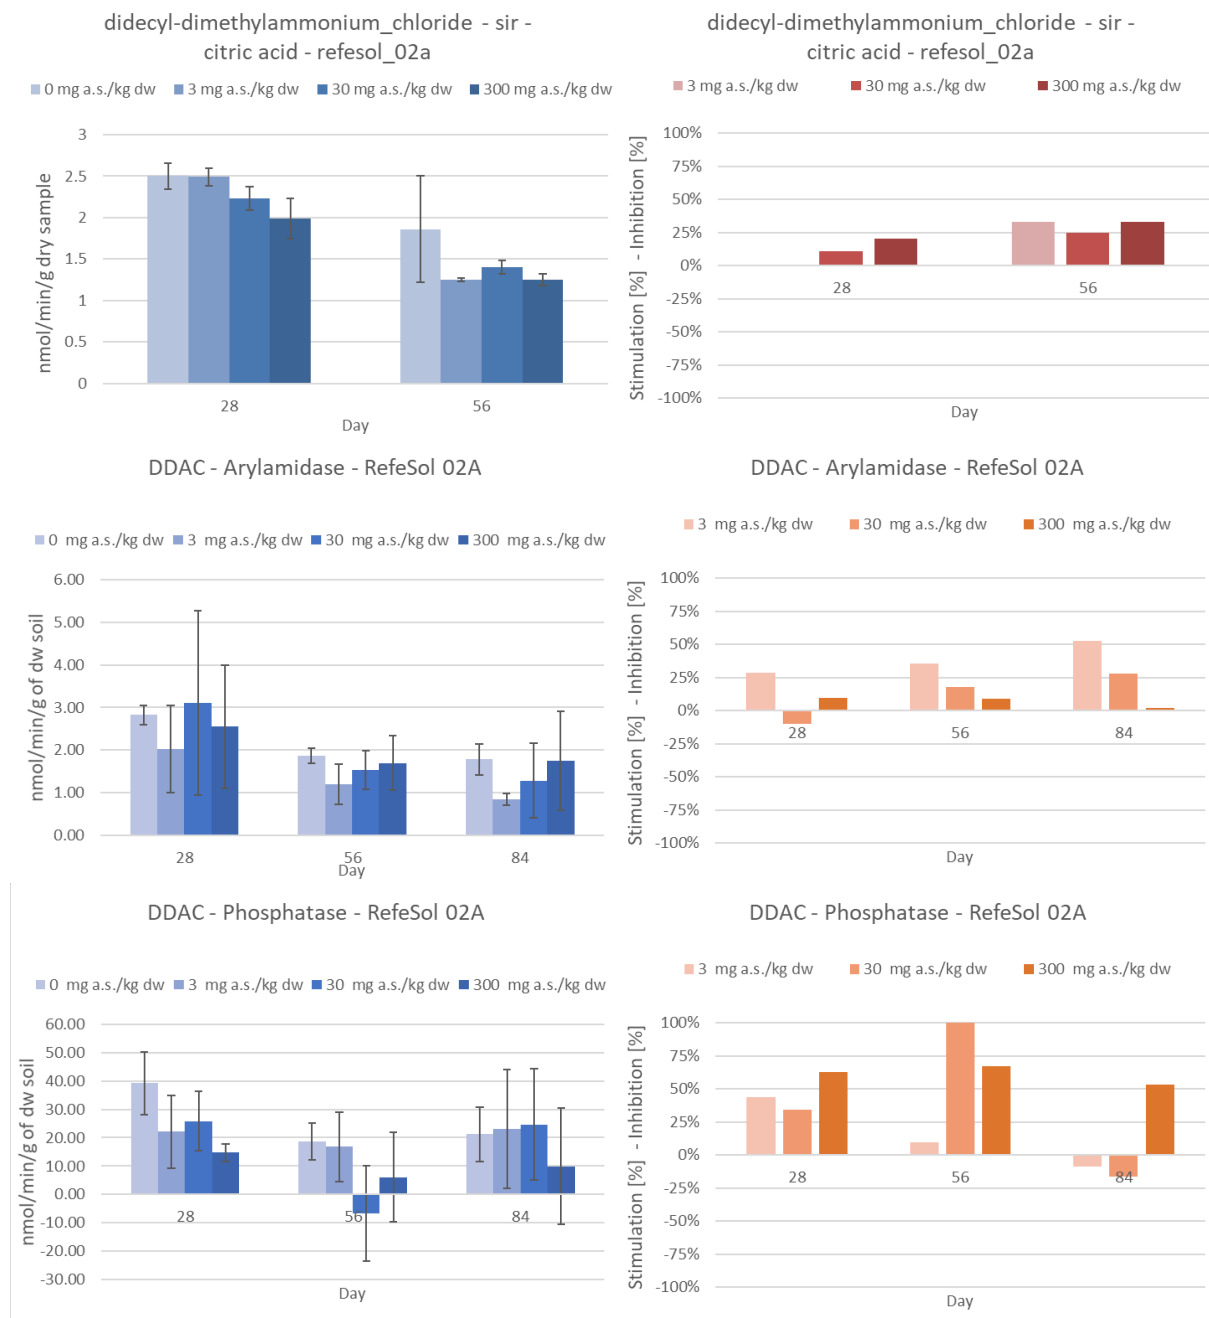 didecyl-dimethylammonium_chloride - sir -
citric acid - refesol_02a
0 mg a.s./kg dw 3 mg a.s./kg dw 30 mg a.s./kg dw 300 mg a.s./kg dw
3
2.5
2
1.5
1
0.5
0
nmol/min/g dry sample
28 56
Day
didecyl-dimethylammonium_chloride - sir -
citric acid - refesol_02a
3 mg a.s./kg dw 30 mg a.s./kg dw 300 mg a.s./kg dw
100%
75%
50%
25%
0%
-25%
-50%
-75%
-100%
Stimulation [%] - Inhibition [%]
28 56
Day
DDAC - Arylamidase - RefeSol 02A
0 mg a.s./kg dw 3 mg a.s./kg dw 30 mg a.s./kg dw 300 mg a.s./kg dw
6.00
5.00
4.00
3.00
2.00
1.00
0.00
nmol/min/g of dw soil
28 56 84
Day
DDAC - Arylamidase - RefeSol 02A
3 mg a.s./kg dw 30 mg a.s./kg dw 300 mg a.s./kg dw
100%
75%
50%
25%
0%
-25%
-50%
-75%
-100%
Stimulation [%] - Inhibition [%]
28 56 84
Day
DDAC - Phosphatase - RefeSol 02A
0 mg a.s./kg dw 3 mg a.s./kg dw 30 mg a.s./kg dw 300 mg a.s./kg dw
60.00
50.00
40.00
30.00
20.00
10.00
0.00
-10.00
-20.00
-30.00
nmol/min/g of dw soil
28 56 84
Day
DDAC - Phosphatase - RefeSol 02A
3 mg a.s./kg dw 30 mg a.s./kg dw 300 mg a.s./kg dw
100%
75%
50%
25%
0%
-25%
-50%
-75%
-100%
Stimulation [%] - Inhibition [%]
28 56 84
Day